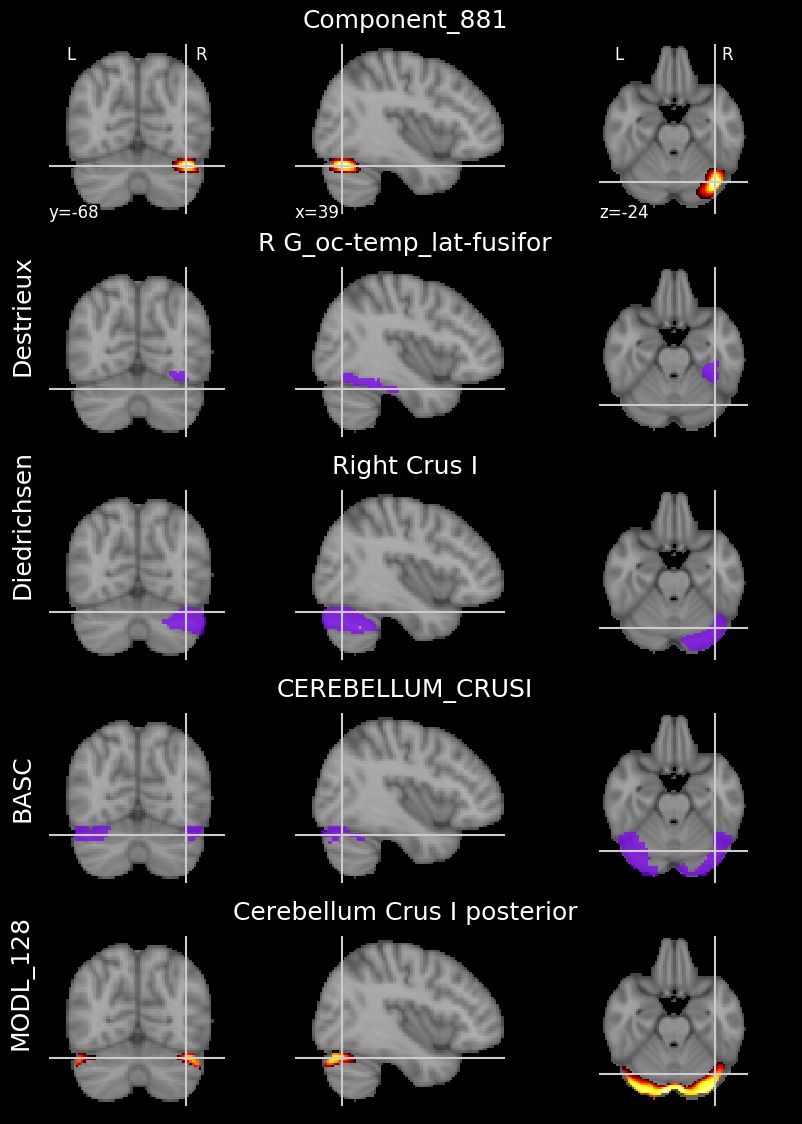 Component_881
L R L R
y=-68 x=39 z=-24
R G_oc-temp_lat-fusifor
Destrieux
Right Crus I
Diedrichsen
CEREBELLUM_CRUSI
BASC
Cerebellum Crus I posterior
MODL_128